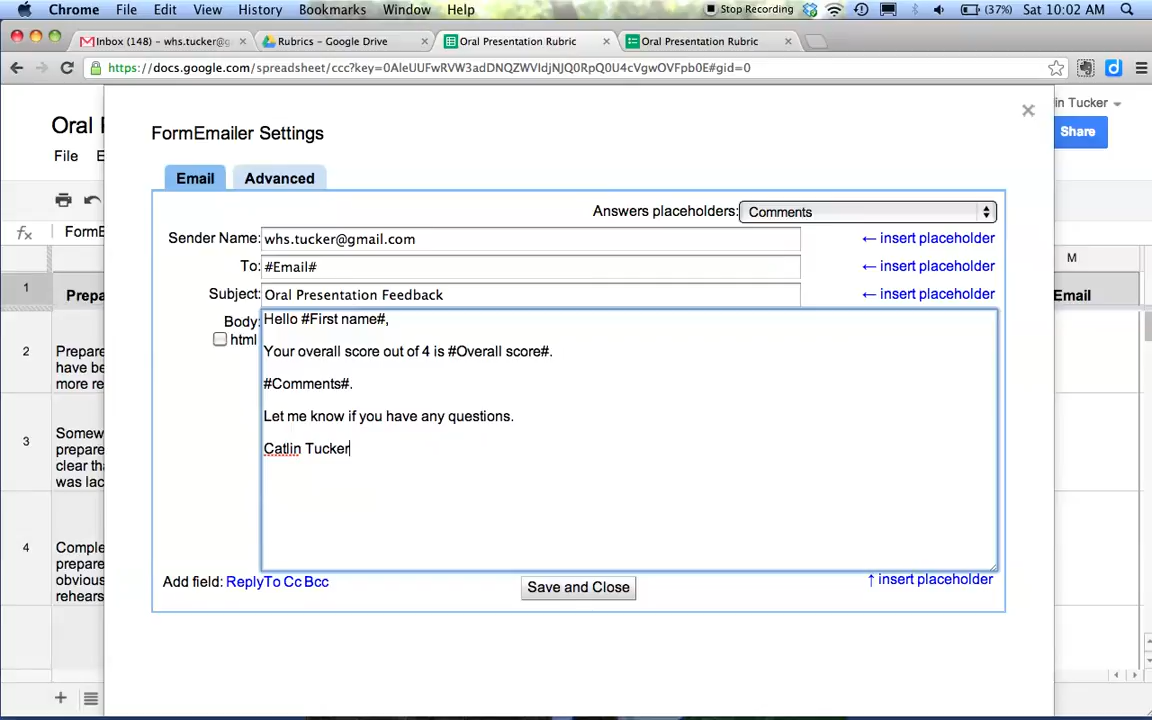 Chrome File Edit View History Bookmarks Window Help Stop Recording (37%) Sat 10:02 AM
Inbox (148) – whs.tucker@g Rubrics – Google Drive Oral Presentation Rubric Oral Presentation Rubric
https://docs.google.com/spreadsheet/ccc?key=0AleUUFwRVW3adDNQZWVIdjNJQ0RpQ0U4cVgwOVFpb0E#gid=0
lin Tucker
Oral
FormEmailer Settings
Share
File E
Email Advanced
Answers placeholders: Comments
fx FormE
Sender Name: whs.tucker@gmail.com ← insert placeholder
M
To: #Email# ← insert placeholder
1 Prepa
Subject: Oral Presentation Feedback ← insert placeholder
Email
Body: Hello #First name#,
html
2 Prepare
have be
more re
Your overall score out of 4 is #Overall score#.
#Comments#.
Let me know if you have any questions.
3 Somew
prepare
clear tha
was lac
Catlin Tucker
4 Comple
prepare
obvious
rehears
Add field: ReplyTo Cc Bcc Save and Close ↑ insert placeholder